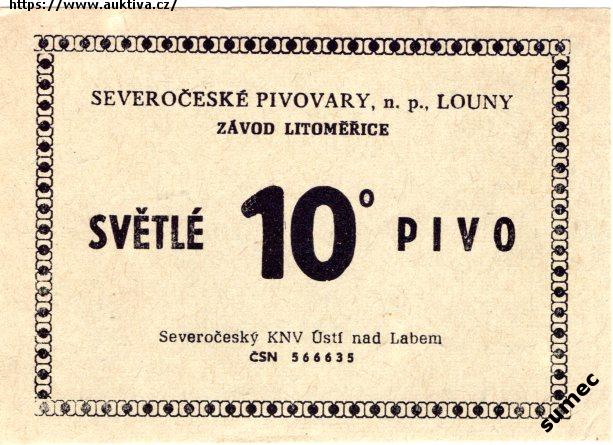 https://www.auktiva.cz/
SEVEROČESKÉ PIVOVARY, n. p., LOUNY
ZÁVOD LITOMĚŘICE
SVĚTLÉ 10° PIVO
Severočeský KNV Ústí nad Labem
ČSN 566635
sumec